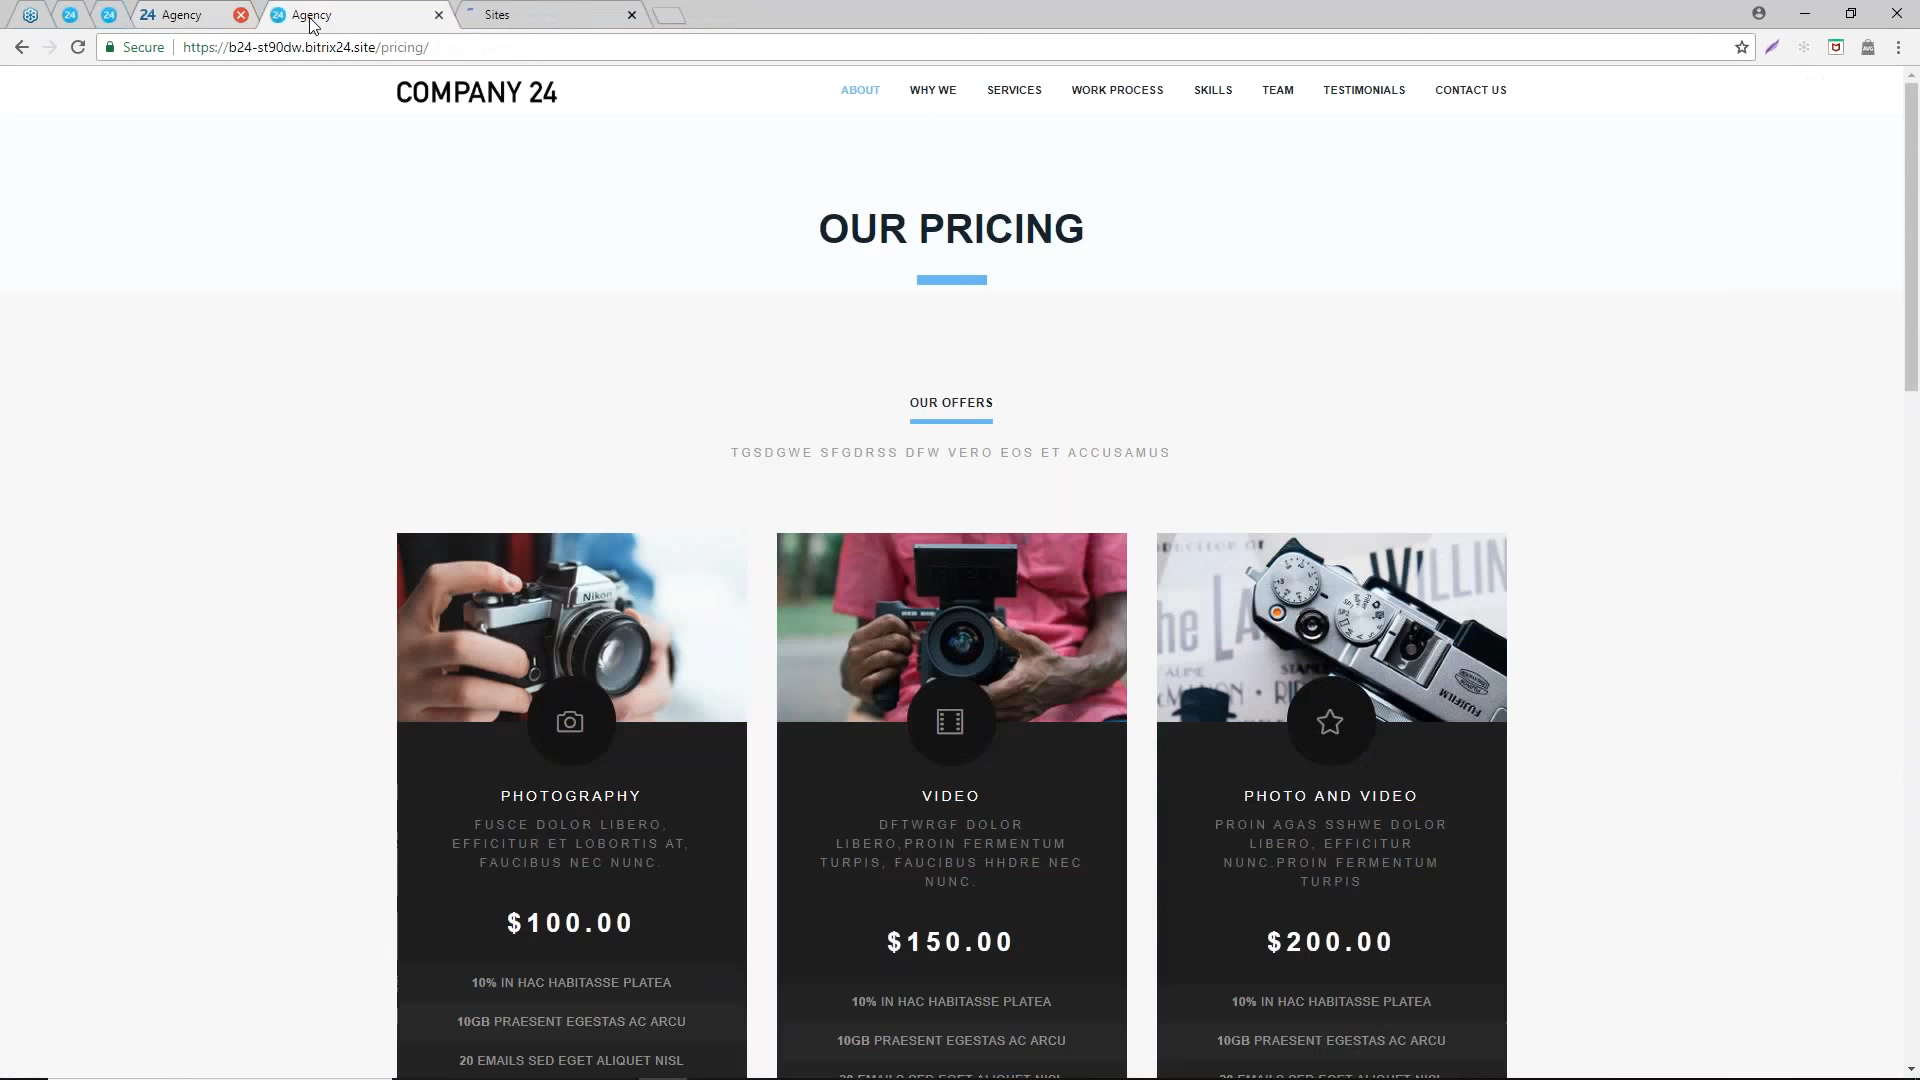 24 Agency
24 Agency
Sites
Secure
https://b24-st90dw.bitrix24.site/pricing/
COMPANY 24
ABOUT
WHY WE
SERVICES
WORK PROCESS
SKILLS
TEAM
TESTIMONIALS
CONTACT US
OUR PRICING
OUR OFFERS
TGSDGWE SFGDRSS DFW VERO EOS ET ACCUSAMUS
Nikon
FUJIFILM
PHOTOGRAPHY
FUSCE DOLOR LIBERO,
EFFICITUR ET LOBORTIS AT,
FAUCIBUS NEC NUNC.
$100.00
10% IN HAC HABITASSE PLATEA
10GB PRAESENT EGESTAS AC ARCU
20 EMAILS SED EGET ALIQUET NISL
VIDEO
DFTWRGF DOLOR
LIBERO,PROIN FERMENTUM
TURPIS, FAUCIBUS HHDRE NEC
NUNC.
$150.00
10% IN HAC HABITASSE PLATEA
10GB PRAESENT EGESTAS AC ARCU
PHOTO AND VIDEO
PROIN AGAS SSHWE DOLOR
LIBERO, EFFICITUR
NUNC.PROIN FERMENTUM
TURPIS
$200.00
10% IN HAC HABITASSE PLATEA
10GB PRAESENT EGESTAS AC ARCU